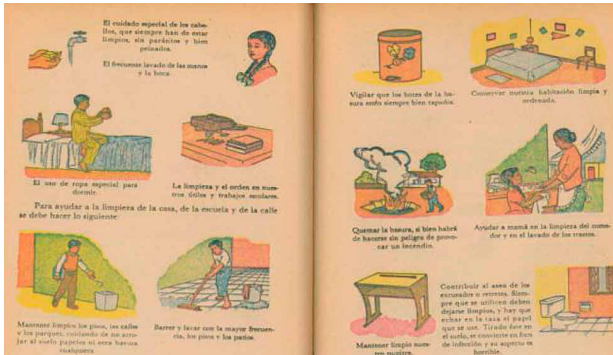 El cuidado especial de los cabe-
llos, que siempre han de estar
limpios, sin parásitos y bien
peinados.
El frecuente lavado de las manos
y la boca.
El uso de ropa especial para
dormir.
La limpieza y el orden en nues-
tros útiles y trabajos escolares.
Para ayudar a la limpieza de la casa, de la escuela y de la calle
se debe hacer lo siguiente:
Mantener limpios los pisos, las calles
y los parques, cuidando de no arro-
jar al suelo papeles ni otra basura
cualquiera
Barrer y lavar con la mayor frecuen-
cia, los pisos y los patios.
Vigilar que los botes de la ba-
sura estén siempre bien tapados.
Conservar nuestra habitación limpia y
ordenada.
Quemar la basura, si bien habrá
de hacerse sin peligro de provo-
car un incendio.
Ayudar a mamá en la limpieza del come-
dor y en el lavado de los trastos.
Mantener limpio nues-
tro pupitre.
Contribuir al aseo de los
excusados o retretes. Siem-
pre que se utilicen deben
dejarse limpios, y hay que
echar en la taza el papel
que se use. Tirado éste en
el suelo, se convierte en foco
de infección y su aspecto es
horrible.